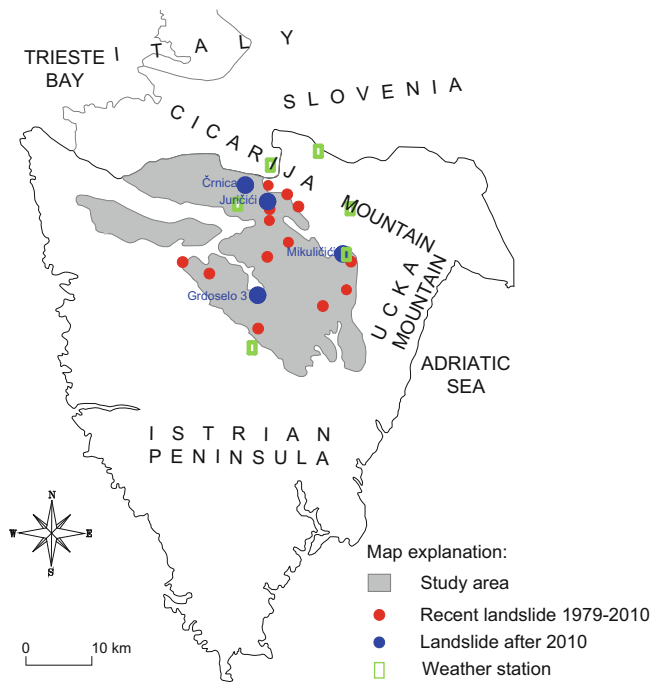 I T A L Y
TRIESTE
BAY
S L O V E N I A
C I C A R I J A
MOUNTAIN
Črnica
Juričići
Mikuličići
Grdoselo 3
U C K A
MOUNTAIN
ADRIATIC
SEA
I S T R I A N
P E N I N S U L A
N
W E
S
Map explanation:
Study area
Recent landslide 1979-2010
Landslide after 2010
Weather station
0 10 km